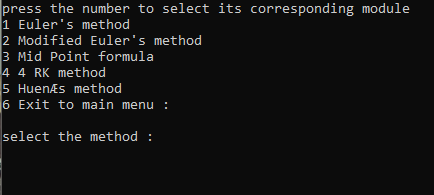 press the number to select its corresponding module
1 Euler's method
2 Modified Euler's method
3 Mid Point formula
4 4 RK method
5 HuenÆs method
6 Exit to main menu :
select the method :